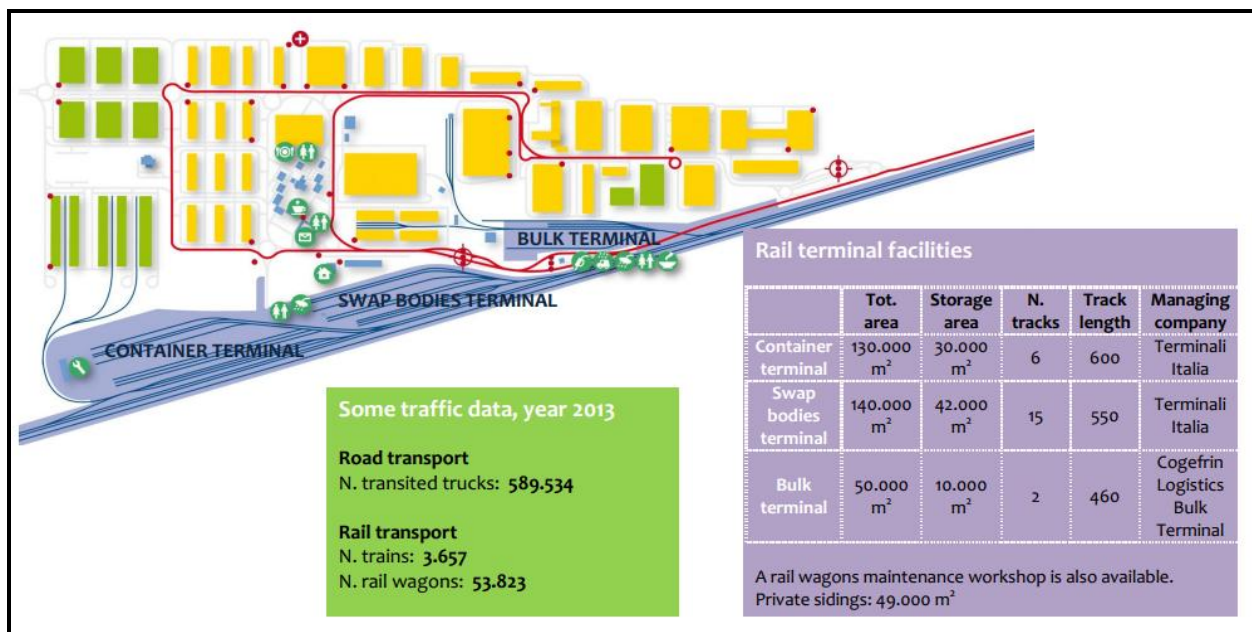 BULK TERMINAL
SWAP BODIES TERMINAL
CONTAINER TERMINAL
Some traffic data, year 2013
Road transport
N. transited trucks: 589.534
Rail transport
N. trains: 3.657
N. rail wagons: 53.823
Rail terminal facilities
Tot. area Storage area N. tracks Track length Managing company
Container terminal 130.000 m² 30.000 m² 6 600 Terminali Italia
Swap bodies terminal 140.000 m² 42.000 m² 15 550 Terminali Italia
Bulk terminal 50.000 m² 10.000 m² 2 460 Cogefrin Logistics Bulk Terminal
A rail wagons maintenance workshop is also available.
Private sidings: 49.000 m²